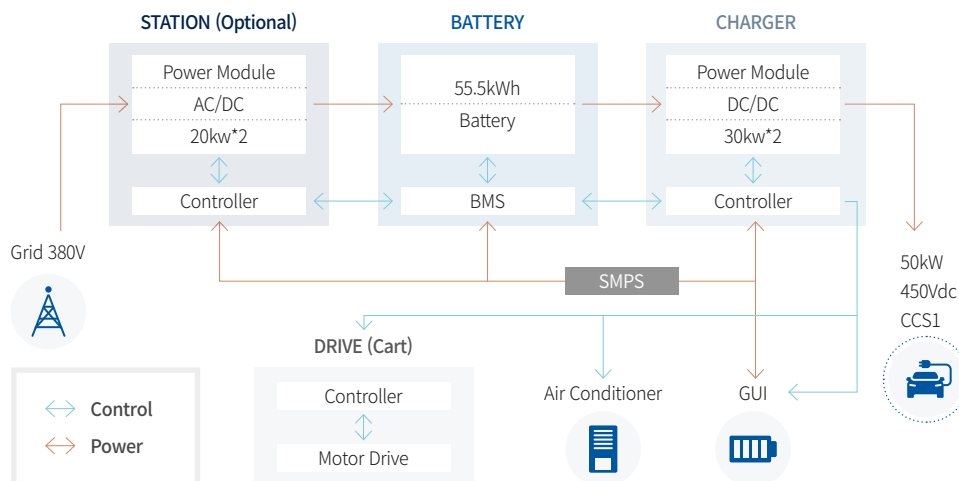 STATION (Optional)
BATTERY
CHARGER
Power Module
AC/DC
20kw*2
Controller
55.5kWh
Battery
BMS
Power Module
DC/DC
30kw*2
Controller
Grid 380V
SMPS
50kW
450Vdc
CCS1
DRIVE (Cart)
Controller
Motor Drive
Air Conditioner
GUI
Control
Power